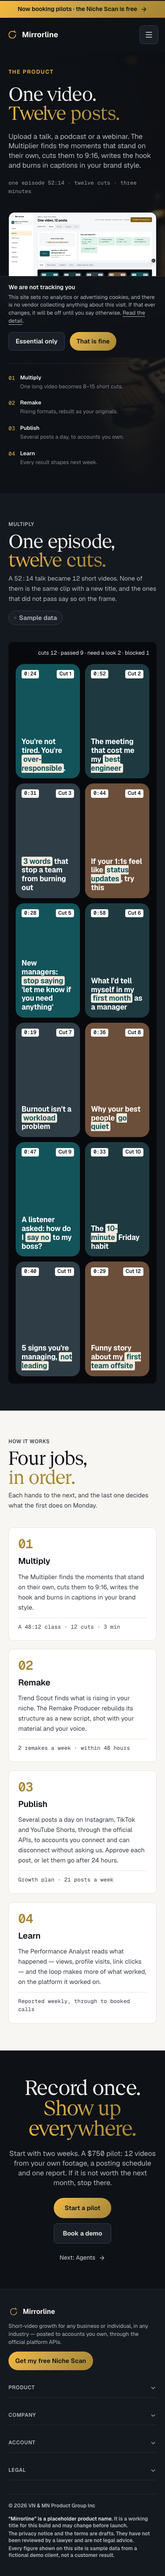 Now booking pilots · the Niche Scan is free →
Mirrorline
THE PRODUCT
One video.
Twelve posts.
Upload a talk, a podcast or a webinar. The
Multiplier finds the moments that stand on
their own, cuts them to 9:16, writes the hook
and burns in captions in your brand style.
one episode 52:14 · twelve cuts · three
minutes
We are not tracking you
This site sets no analytics or advertising cookies, and there
is no vendor collecting anything about this visit. If that ever
changes, it will be off until you say otherwise. Read the
detail.
Essential only
That is fine
01 Multiply
One long video becomes 8–15 short cuts.
02 Remake
Rising formats, rebuilt as your originals.
03 Publish
Several posts a day, to accounts you own.
04 Learn
Every result shapes next week.
MULTIPLY
One episode,
twelve cuts.
A 52:14 talk became 12 short videos. None of
them is the same clip with a new title, and the ones
that did not pass say so on the frame.
Sample data
cuts 12 · passed 9 · need a look 2 · blocked 1
0:24 Cut 1
You're not
tired. You're
over-
responsible.
0:52 Cut 2
The meeting
that cost me
my best
engineer
0:31 Cut 3
3 words that
stop a team
from burning
out
0:44 Cut 4
If your 1:1s feel
like status
updates, try
this
0:28 Cut 5
New
managers:
stop saying
'let me know if
you need
anything'
0:58 Cut 6
What I'd tell
myself in my
first month as
a manager
0:19 Cut 7
Burnout isn't a
workload
problem
0:36 Cut 8
Why your best
people go
quiet
0:47 Cut 9
A listener
asked: how do
I say no to my
boss?
0:33 Cut 10
The 10-
minute Friday
habit
0:40 Cut 11
5 signs you're
managing, not
leading
0:29 Cut 12
Funny story
about my first
team offsite
HOW IT WORKS
Four jobs,
in order.
Each hands to the next, and the last one decides
what the first does on Monday.
01
Multiply
The Multiplier finds the moments that stand
on their own, cuts them to 9:16, writes the
hook and burns in captions in your brand
style.
A 48:12 class · 12 cuts · 3 min
02
Remake
Trend Scout finds what is rising in your
niche. The Remake Producer rebuilds its
structure as a new script, shot with your
material and your voice.
2 remakes a week · within 48 hours
03
Publish
Several posts a day on Instagram, TikTok
and YouTube Shorts, through the official
APIs, to accounts you connect and can
disconnect without asking us. Approve each
post, or let them go after 24 hours.
Growth plan · 21 posts a week
04
Learn
The Performance Analyst reads what
happened — views, profile visits, link clicks
— and the loop makes more of what worked,
on the platform it worked on.
Reported weekly, through to booked
calls
Record once.
Show up
everywhere.
Start with two weeks. A $750 pilot: 12 videos
from your own footage, a posting schedule
and one report. If it is not worth the next
month, stop there.
Start a pilot
Book a demo
Next: Agents →
Mirrorline
Short-video growth for any business or individual, in any
industry — posted to accounts you own, through the
official platform APIs.
Get my free Niche Scan
PRODUCT
COMPANY
ACCOUNT
LEGAL
© 2026 VN & MN Product Group Inc
"Mirrorline" is a placeholder product name. It is a working
title for this build and may change before launch.
The privacy notice and the terms are drafts. They have not
been reviewed by a lawyer and are not legal advice.
Every figure shown on this site is sample data from a
fictional demo client, not a customer result.